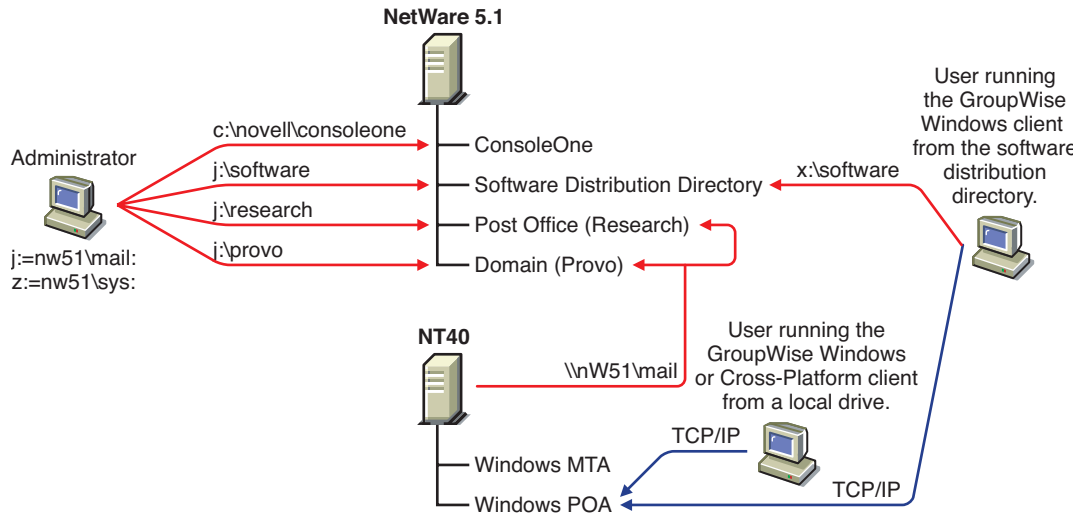 NetWare 5.1
User running
the GroupWise
Windows client
from the software
distribution
directory.
c:\novell\consoleone
ConsoleOne
Administrator
j:\software
Software Distribution Directory
x:\software
j:\research
Post Office (Research)
j:\provo
Domain (Provo)
j:=nw51\mail:
z:=nw51\sys:
NT40
\\nW51\mail
User running the
GroupWise Windows
or Cross-Platform client
from a local drive.
TCP/IP
Windows MTA
TCP/IP
Windows POA